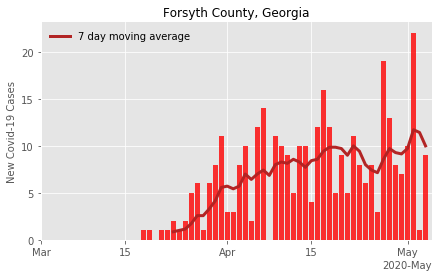 Forsyth County, Georgia
7 day moving average
New Covid-19 Cases
20
15
10
5
0
Mar
15
Apr
15
May
2020-May